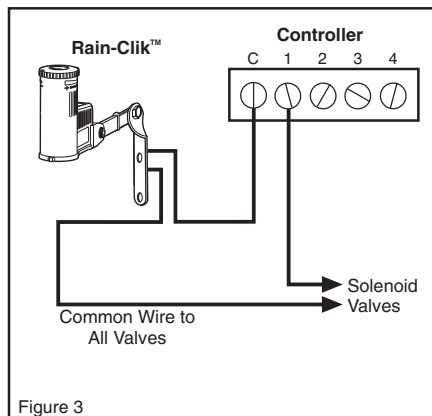 Rain-Clik™
Controller
C 1 2 3 4
Solenoid
Valves
Common Wire to
All Valves
Figure 3